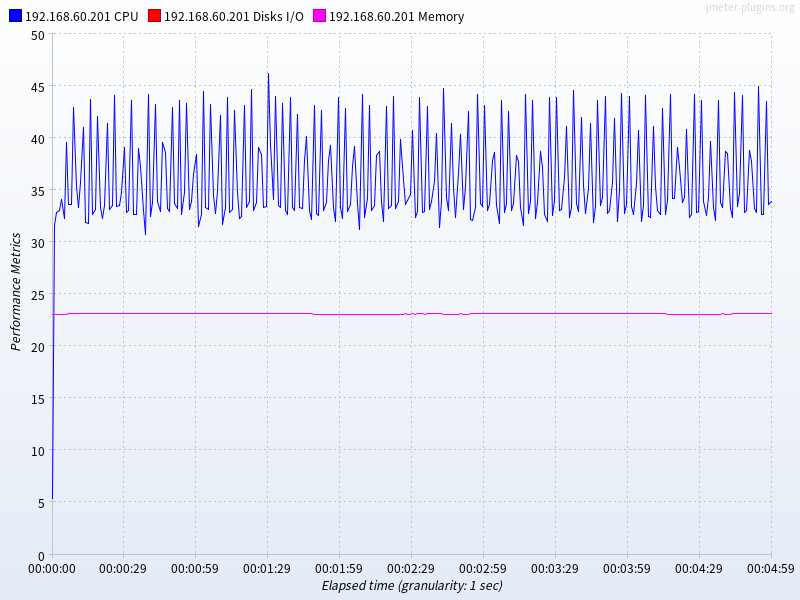 jmeter-plugins.org
192.168.60.201 CPU 192.168.60.201 Disks I/O 192.168.60.201 Memory
50
45
40
35
30
25
20
15
10
5
0
Performance Metrics
00:00:00 00:00:29 00:00:59 00:01:29 00:01:59 00:02:29 00:02:59 00:03:29 00:03:59 00:04:29 00:04:59
Elapsed time (granularity: 1 sec)